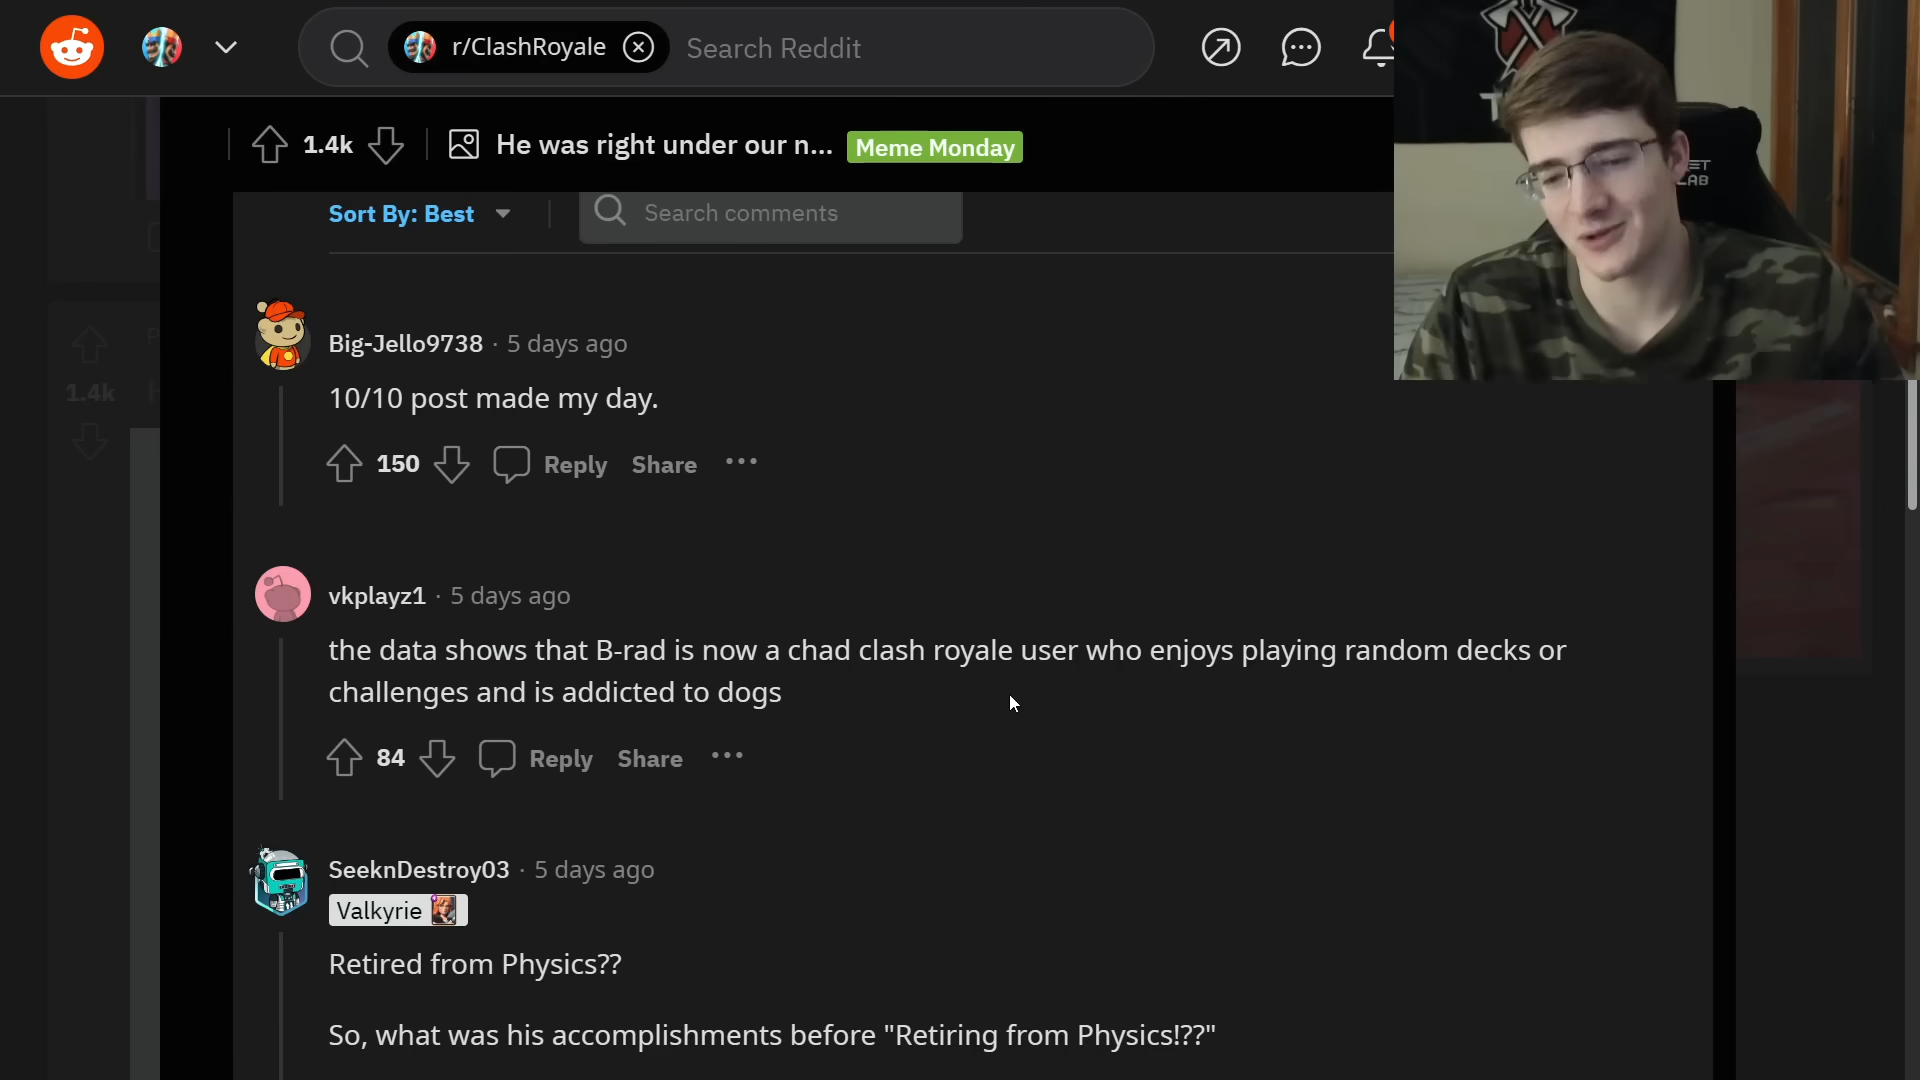 r/ClashRoyale
Search Reddit
1.4k
He was right under our n...
Meme Monday
Sort By: Best
Search comments
Big-Jello9738 · 5 days ago
10/10 post made my day.
150
Reply
Share
vkplayz1 · 5 days ago
the data shows that B-rad is now a chad clash royale user who enjoys playing random decks or
challenges and is addicted to dogs
84
Reply
Share
SeeknDestroy03 · 5 days ago
Valkyrie
Retired from Physics??
So, what was his accomplishments before "Retiring from Physics!??"
1.4k